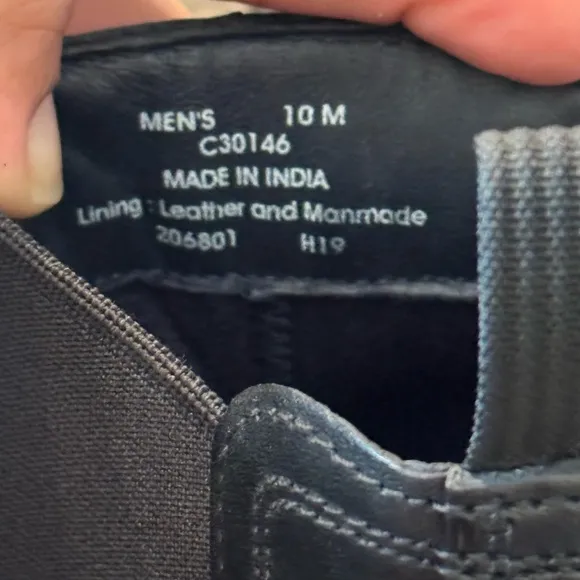 MEN'S 10 M
C30146
MADE IN INDIA
Lining : Leather and Manmade
206801 H19